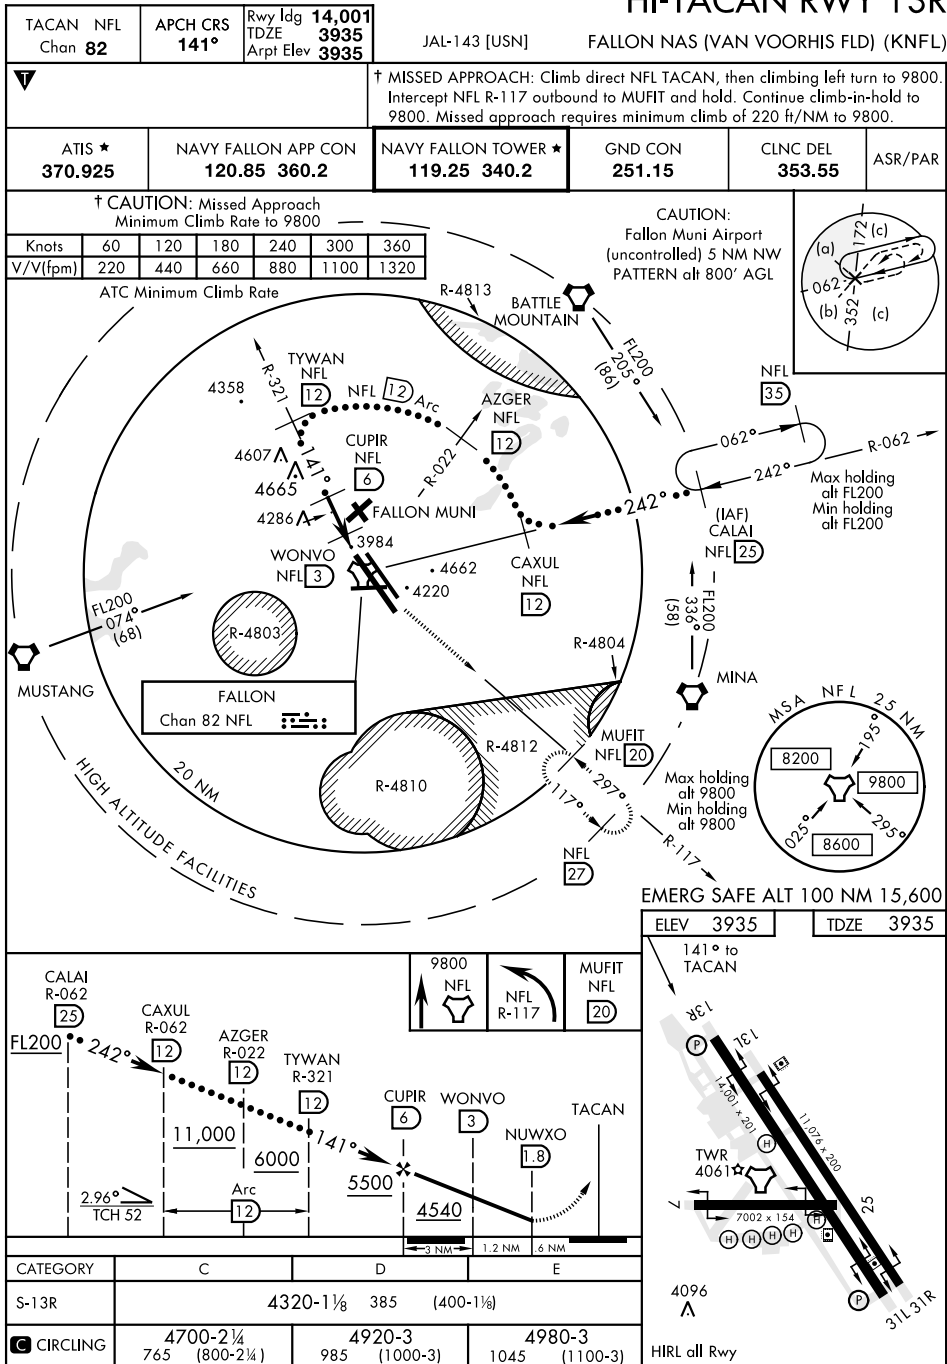 HI-TACAN RWY 13R
TACAN NFL
Chan 82
APCH CRS
141°
Rwy ldg 14,001
TDZE 3935
Arpt Elev 3935
JAL-143 [USN]
FALLON NAS (VAN VOORHIS FLD) (KNFL)
T
† MISSED APPROACH: Climb direct NFL TACAN, then climbing left turn to 9800.
Intercept NFL R-117 outbound to MUFIT and hold. Continue climb-in-hold to
9800. Missed approach requires minimum climb of 220 ft/NM to 9800.
ATIS ★
370.925
NAVY FALLON APP CON
120.85 360.2
NAVY FALLON TOWER ★
119.25 340.2
GND CON
251.15
CLNC DEL
353.55
ASR/PAR
† CAUTION: Missed Approach
Minimum Climb Rate to 9800
Knots 60 120 180 240 300 360
V/V(fpm) 220 440 660 880 1100 1320
ATC Minimum Climb Rate
CAUTION:
Fallon Muni Airport
(uncontrolled) 5 NM NW
PATTERN alt 800' AGL
(a)
172
(c)
062
(b)
352
(c)
R-4813
BATTLE
MOUNTAIN
FL200
205°
(86)
NFL
35
062°
R-062
242°
Max holding
alt FL200
Min holding
alt FL200
R-321
TYWAN
NFL
12
4358
NFL 12 Arc
AZGER
NFL
12
CUPIR
NFL
6
R-022
4607
4665
141°
4286
FALLON MUNI
3984
242°
(IAF)
CALAI
NFL 25
WONVO
NFL 3
4662
4220
CAXUL
NFL
12
FL200
336°
(58)
FL200
074°
(68)
R-4803
R-4804
MUSTANG
MINA
FALLON
Chan 82 NFL
R-4812
R-4810
MUFIT
NFL 20
297°
117°
20 NM
HIGH ALTITUDE FACILITIES
Max holding
alt 9800
Min holding
alt 9800
R-117
NFL
27
MSA NFL 25 NM
195°
8200
9800
025°
295°
8600
EMERG SAFE ALT 100 NM 15,600
ELEV 3935
TDZE 3935
141° to
TACAN
13R
13L
P
14,001 x 201
11,076 x 200
H
TWR
4061
7
7002 x 154
25
H H H H H
4096
P
31L 31R
HIRL all Rwy
9800
NFL
NFL
R-117
MUFIT
NFL
20
CALAI
R-062
25
FL200
242°
CAXUL
R-062
12
AZGER
R-022
12
TYWAN
R-321
12
11,000
6000
141°
CUPIR
6
WONVO
3
NUWXO
1.8
TACAN
5500
4540
2.96°
TCH 52
Arc
12
3 NM 1.2 NM .6 NM
CATEGORY C D E
S-13R 4320-1⅛ 385 (400-1⅛)
C CIRCLING
4700-2¼
765 (800-2¼)
4920-3
985 (1000-3)
4980-3
1045 (1100-3)